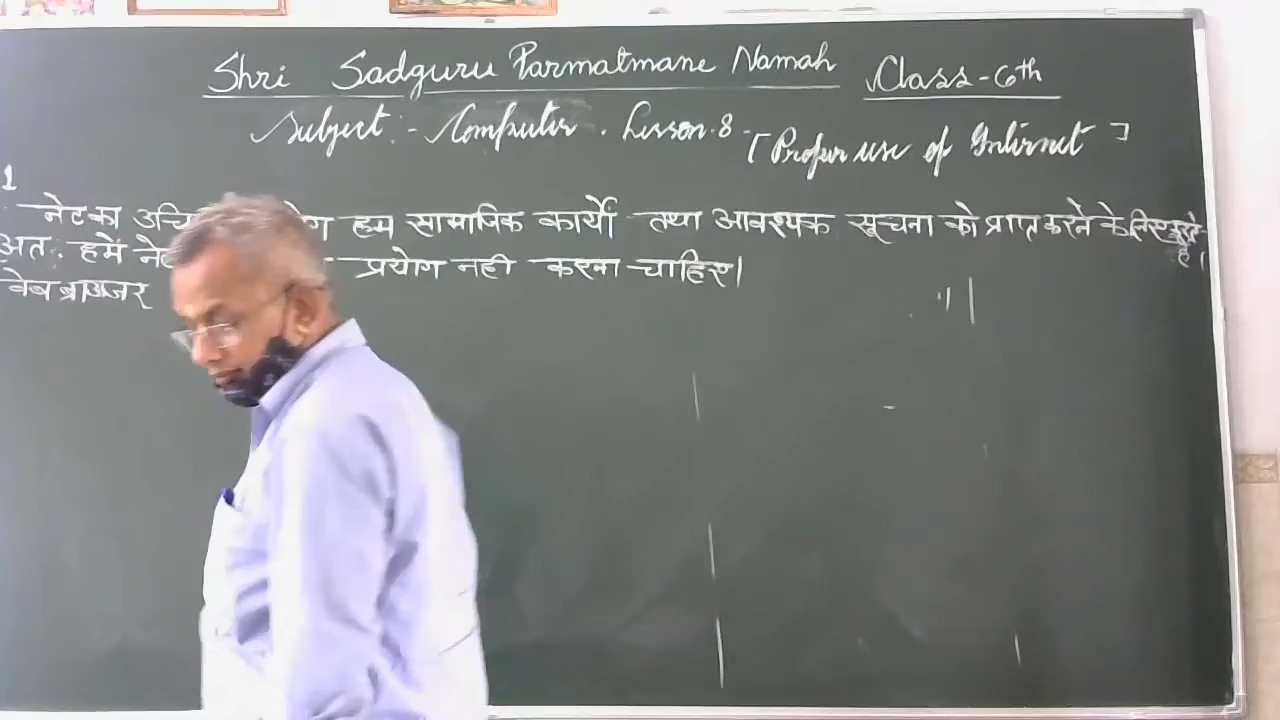 Shri Sadguru Parmatmane Namah Class-6th
Subject:- Computer. Lesson.8- [Proper use of Internet]
1
नेट का उचि ग हम सामाजिक कार्यों तथा आवश्यक सूचना को प्राप्त करने के लिए करते
है।
अत: हमें ने प्रयोग नही करना चाहिए।
वेब ब्राउजर